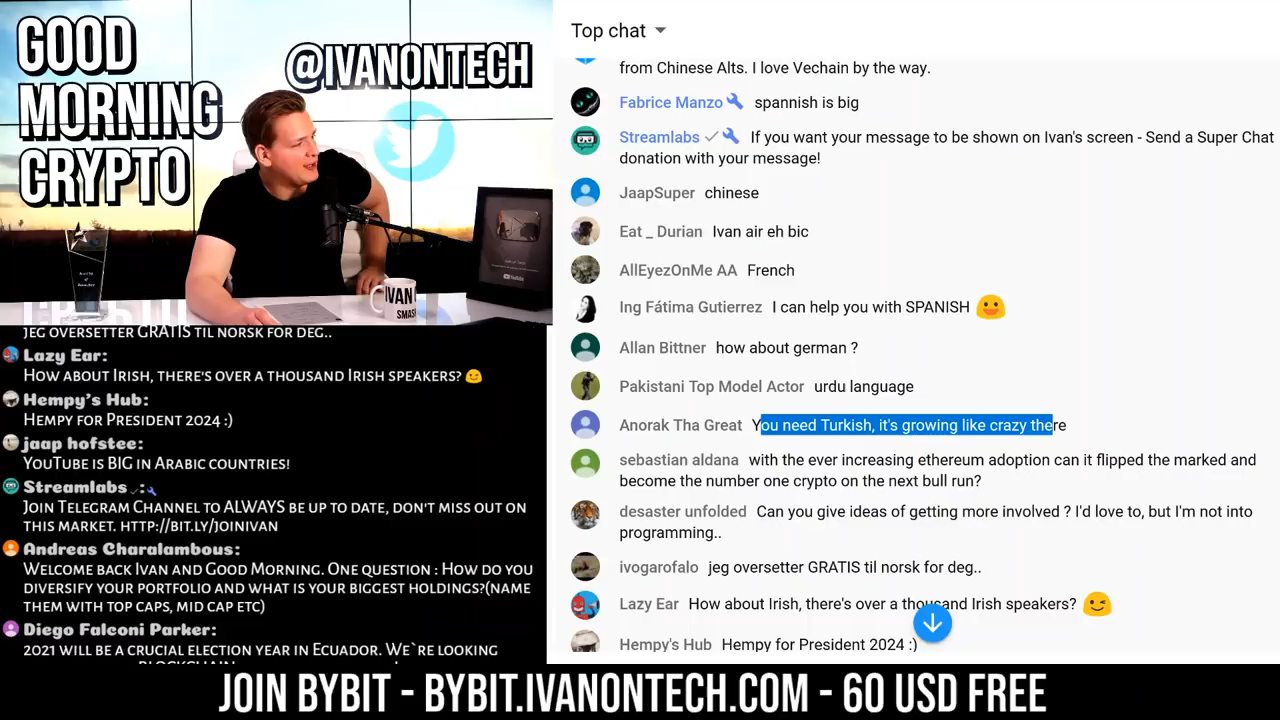 GOOD
MORNING
CRYPTO
@IVANONTECH
YouTube
IVAN
SMAS
JEG OVERSETTER GRATIS TIL NORSK FOR DEG..
Lazy Ear:
HOW ABOUT IRISH, THERE'S OVER A THOUSAND IRISH SPEAKERS? 😉
Hempy's Hub:
HEMPY FOR PRESIDENT 2024 :)
jaap hofstee:
YOUTUBE IS BIG IN ARABIC COUNTRIES!
Streamlabs ✓🔧:
JOIN TELEGRAM CHANNEL TO ALWAYS BE UP TO DATE, DON'T MISS OUT ON
THIS MARKET. HTTP://BIT.LY/JOINIVAN
Andreas Charalambous:
WELCOME BACK IVAN AND GOOD MORNING. ONE QUESTION : HOW DO YOU
DIVERSIFY YOUR PORTFOLIO AND WHAT IS YOUR BIGGEST HOLDINGS?(NAME
THEM WITH TOP CAPS, MID CAP ETC)
Diego Falconi Parker:
2021 WILL BE A CRUCIAL ELECTION YEAR IN ECUADOR. WE`RE LOOKING
BLOCKCHAIN
Top chat
from Chinese Alts. I love Vechain by the way.
Fabrice Manzo 🔧 spannish is big
Streamlabs ✓ 🔧 If you want your message to be shown on Ivan's screen - Send a Super Chat
donation with your message!
JaapSuper chinese
Eat _ Durian Ivan air eh bic
AllEyezOnMe AA French
Ing Fátima Gutierrez I can help you with SPANISH 😛
Allan Bittner how about german ?
Pakistani Top Model Actor urdu language
Anorak Tha Great You need Turkish, it's growing like crazy there
sebastian aldana with the ever increasing ethereum adoption can it flipped the marked and
become the number one crypto on the next bull run?
desaster unfolded Can you give ideas of getting more involved ? I'd love to, but I'm not into
programming..
ivogarofalo jeg oversetter GRATIS til norsk for deg..
Lazy Ear How about Irish, there's over a thousand Irish speakers? 😉
Hempy's Hub Hempy for President 2024 :)
JOIN BYBIT - BYBIT.IVANONTECH.COM - 60 USD FREE